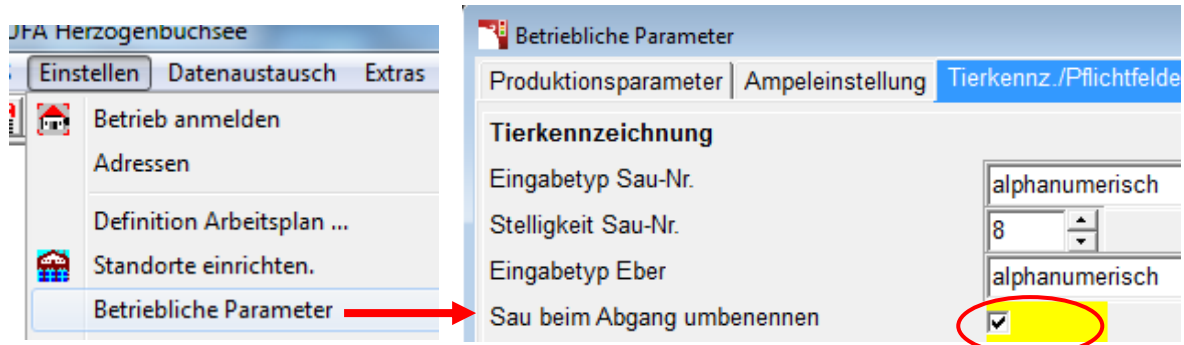 UFA Herzogenbuchsee
Einstellen Datenaustausch Extras
Betrieb anmelden
Adressen
Definition Arbeitsplan ...
Standorte einrichten.
Betriebliche Parameter
Betriebliche Parameter
Produktionsparameter Ampeleinstellung Tierkennz./Pflichtfelde
Tierkennzeichnung
Eingabetyp Sau-Nr. alphanumerisch
Stelligkeit Sau-Nr. 8
Eingabetyp Eber alphanumerisch
Sau beim Abgang umbenennen